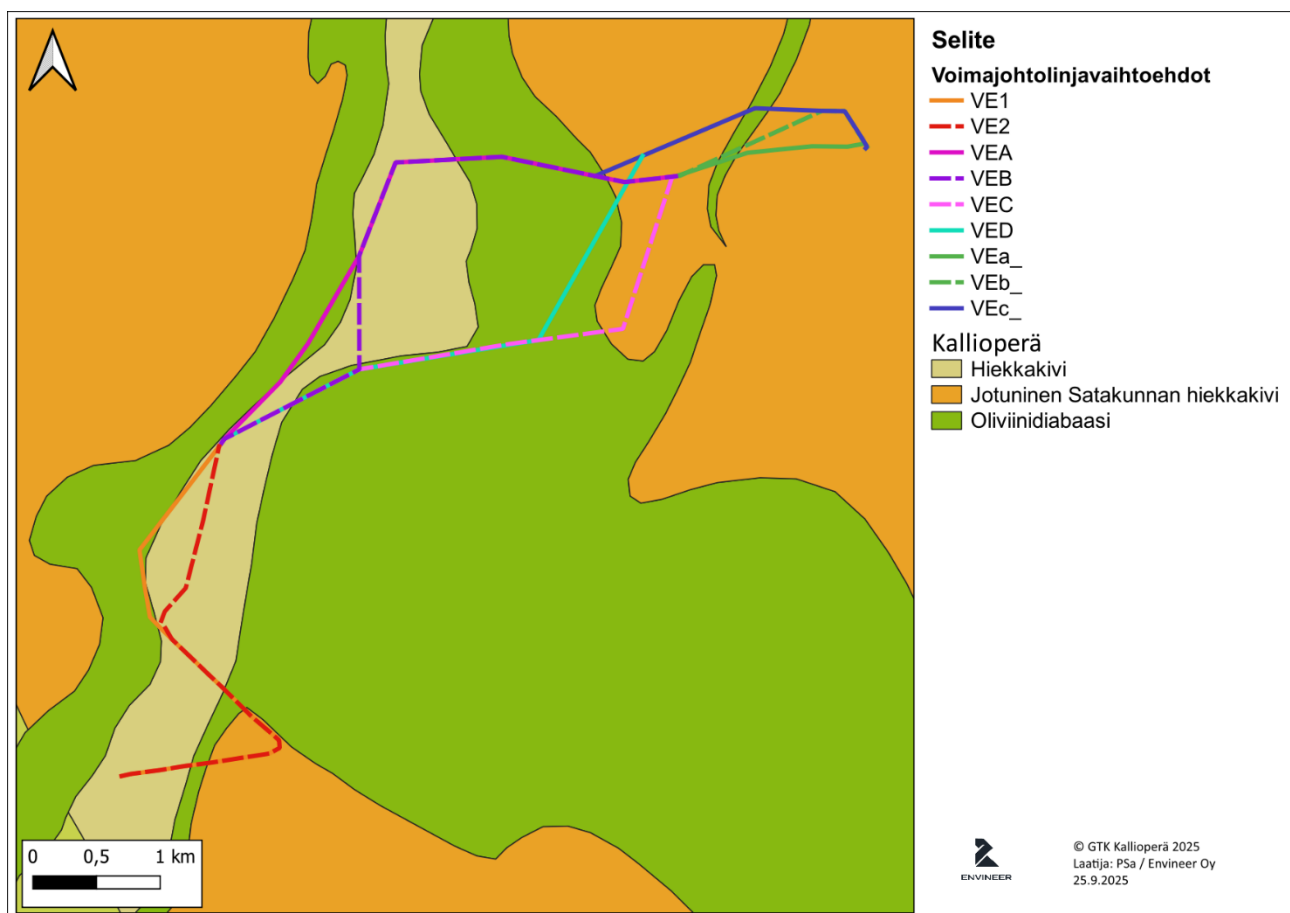 Selite
Voimajohtolinjavaihtoehdot
VE1
VE2
VEA
VEB
VEC
VED
VEa_
VEb_
VEc_
Kallioperä
Hiekkakivi
Jotuninen Satakunnan hiekkakivi
Oliviinidiabaasi
0 0,5 1 km
ENVINEER
© GTK Kallioperä 2025
Laatija: PSa / Envineer Oy
25.9.2025